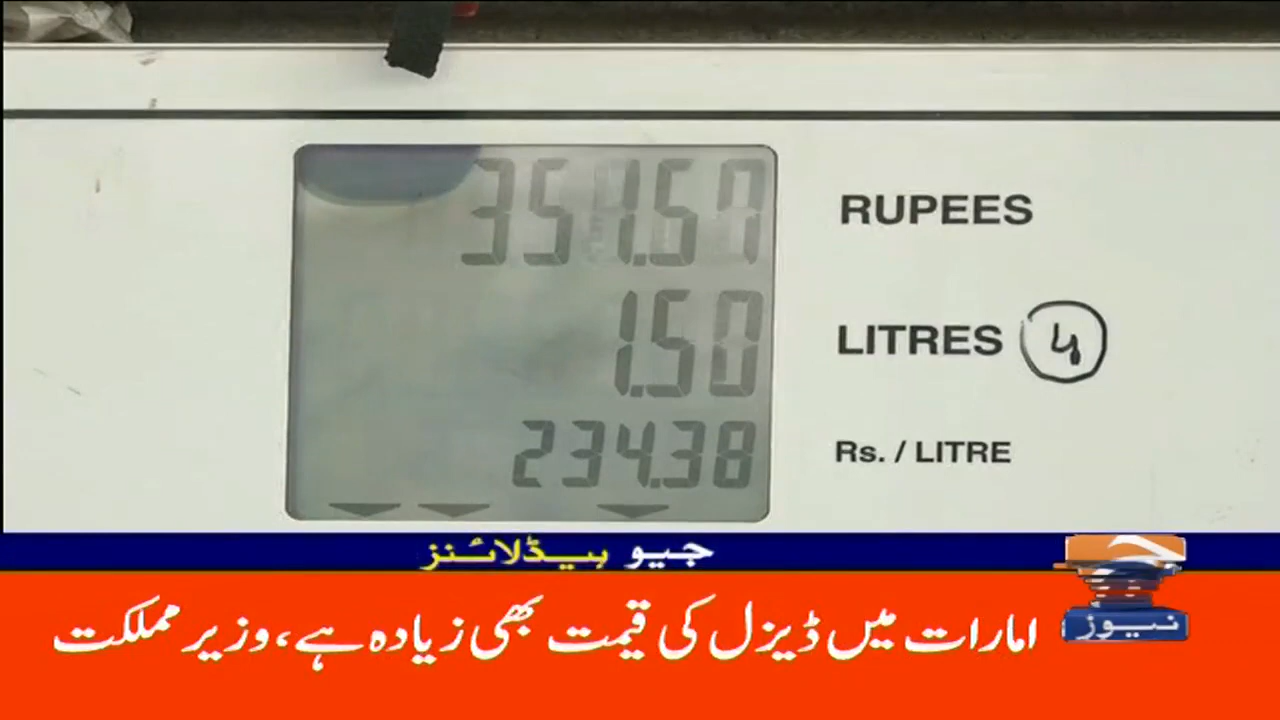 351.57
RUPEES
1.50
LITRES 4
234.38
Rs. / LITRE
جیو ہیڈلائنز
امارات میں ڈیزل کی قیمت بھی زیادہ ہے، وزیر مملکت
جیو
نیوز